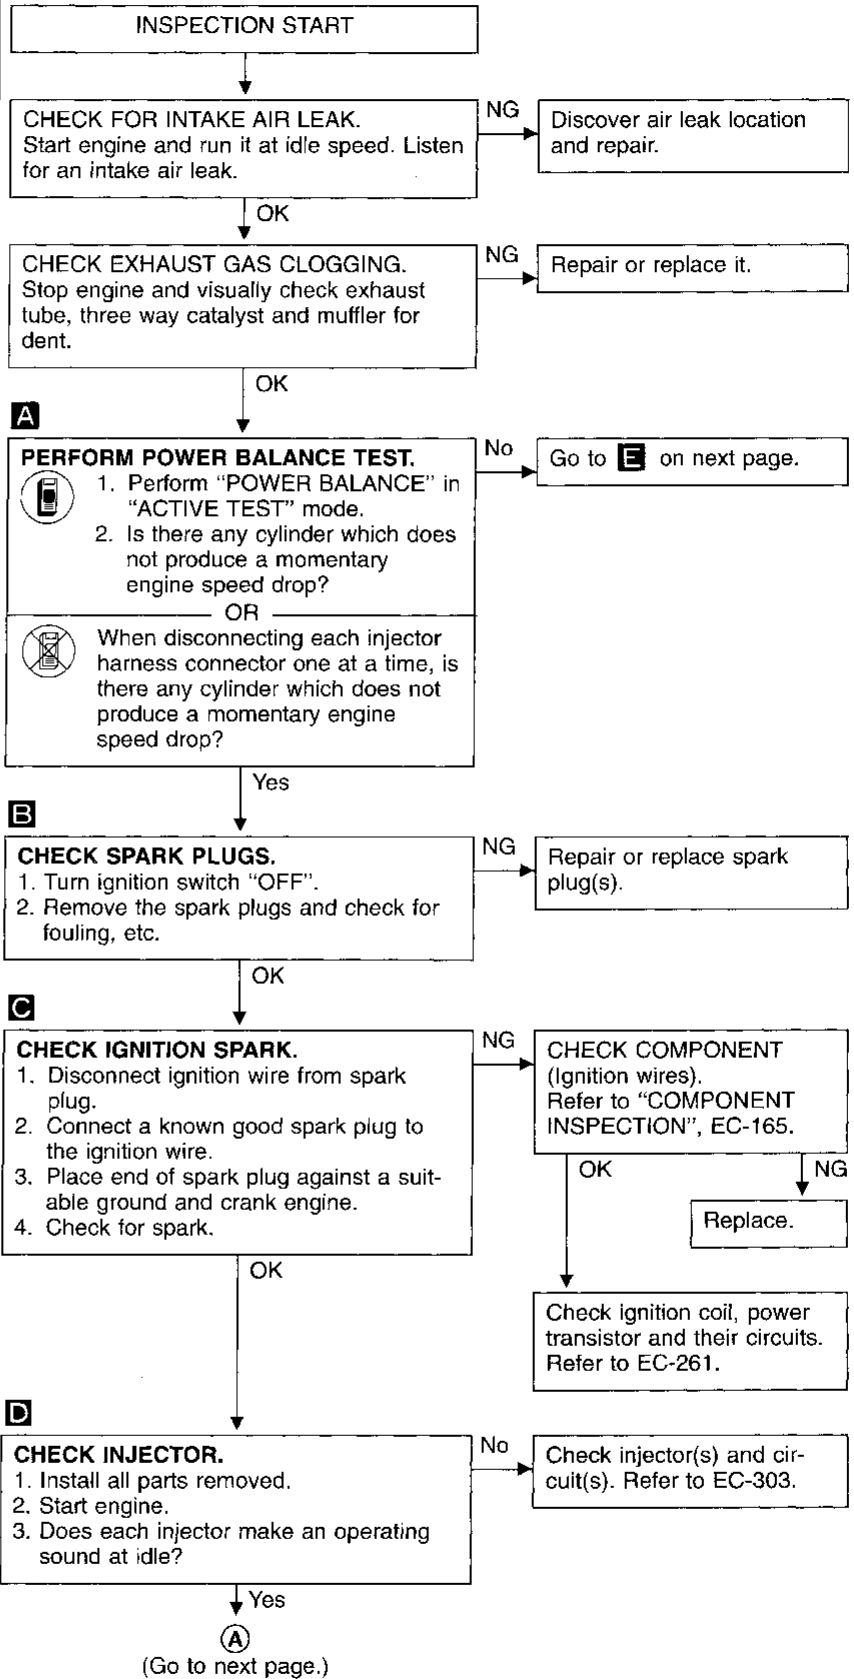 INSPECTION START
CHECK FOR INTAKE AIR LEAK.
Start engine and run it at idle speed. Listen
for an intake air leak.
NG
Discover air leak location
and repair.
OK
CHECK EXHAUST GAS CLOGGING.
Stop engine and visually check exhaust
tube, three way catalyst and muffler for
dent.
NG
Repair or replace it.
OK
A
PERFORM POWER BALANCE TEST.
1. Perform “POWER BALANCE” in
“ACTIVE TEST” mode.
2. Is there any cylinder which does
not produce a momentary
engine speed drop?
OR
When disconnecting each injector
harness connector one at a time, is
there any cylinder which does not
produce a momentary engine
speed drop?
No
Go to E on next page.
Yes
B
CHECK SPARK PLUGS.
1. Turn ignition switch “OFF”.
2. Remove the spark plugs and check for
fouling, etc.
NG
Repair or replace spark
plug(s).
OK
C
CHECK IGNITION SPARK.
1. Disconnect ignition wire from spark
plug.
2. Connect a known good spark plug to
the ignition wire.
3. Place end of spark plug against a suit-
able ground and crank engine.
4. Check for spark.
NG
CHECK COMPONENT
(Ignition wires).
Refer to “COMPONENT
INSPECTION”, EC-165.
OK
NG
Replace.
Check ignition coil, power
transistor and their circuits.
Refer to EC-261.
OK
D
CHECK INJECTOR.
1. Install all parts removed.
2. Start engine.
3. Does each injector make an operating
sound at idle?
No
Check injector(s) and cir-
cuit(s). Refer to EC-303.
Yes
A
(Go to next page.)